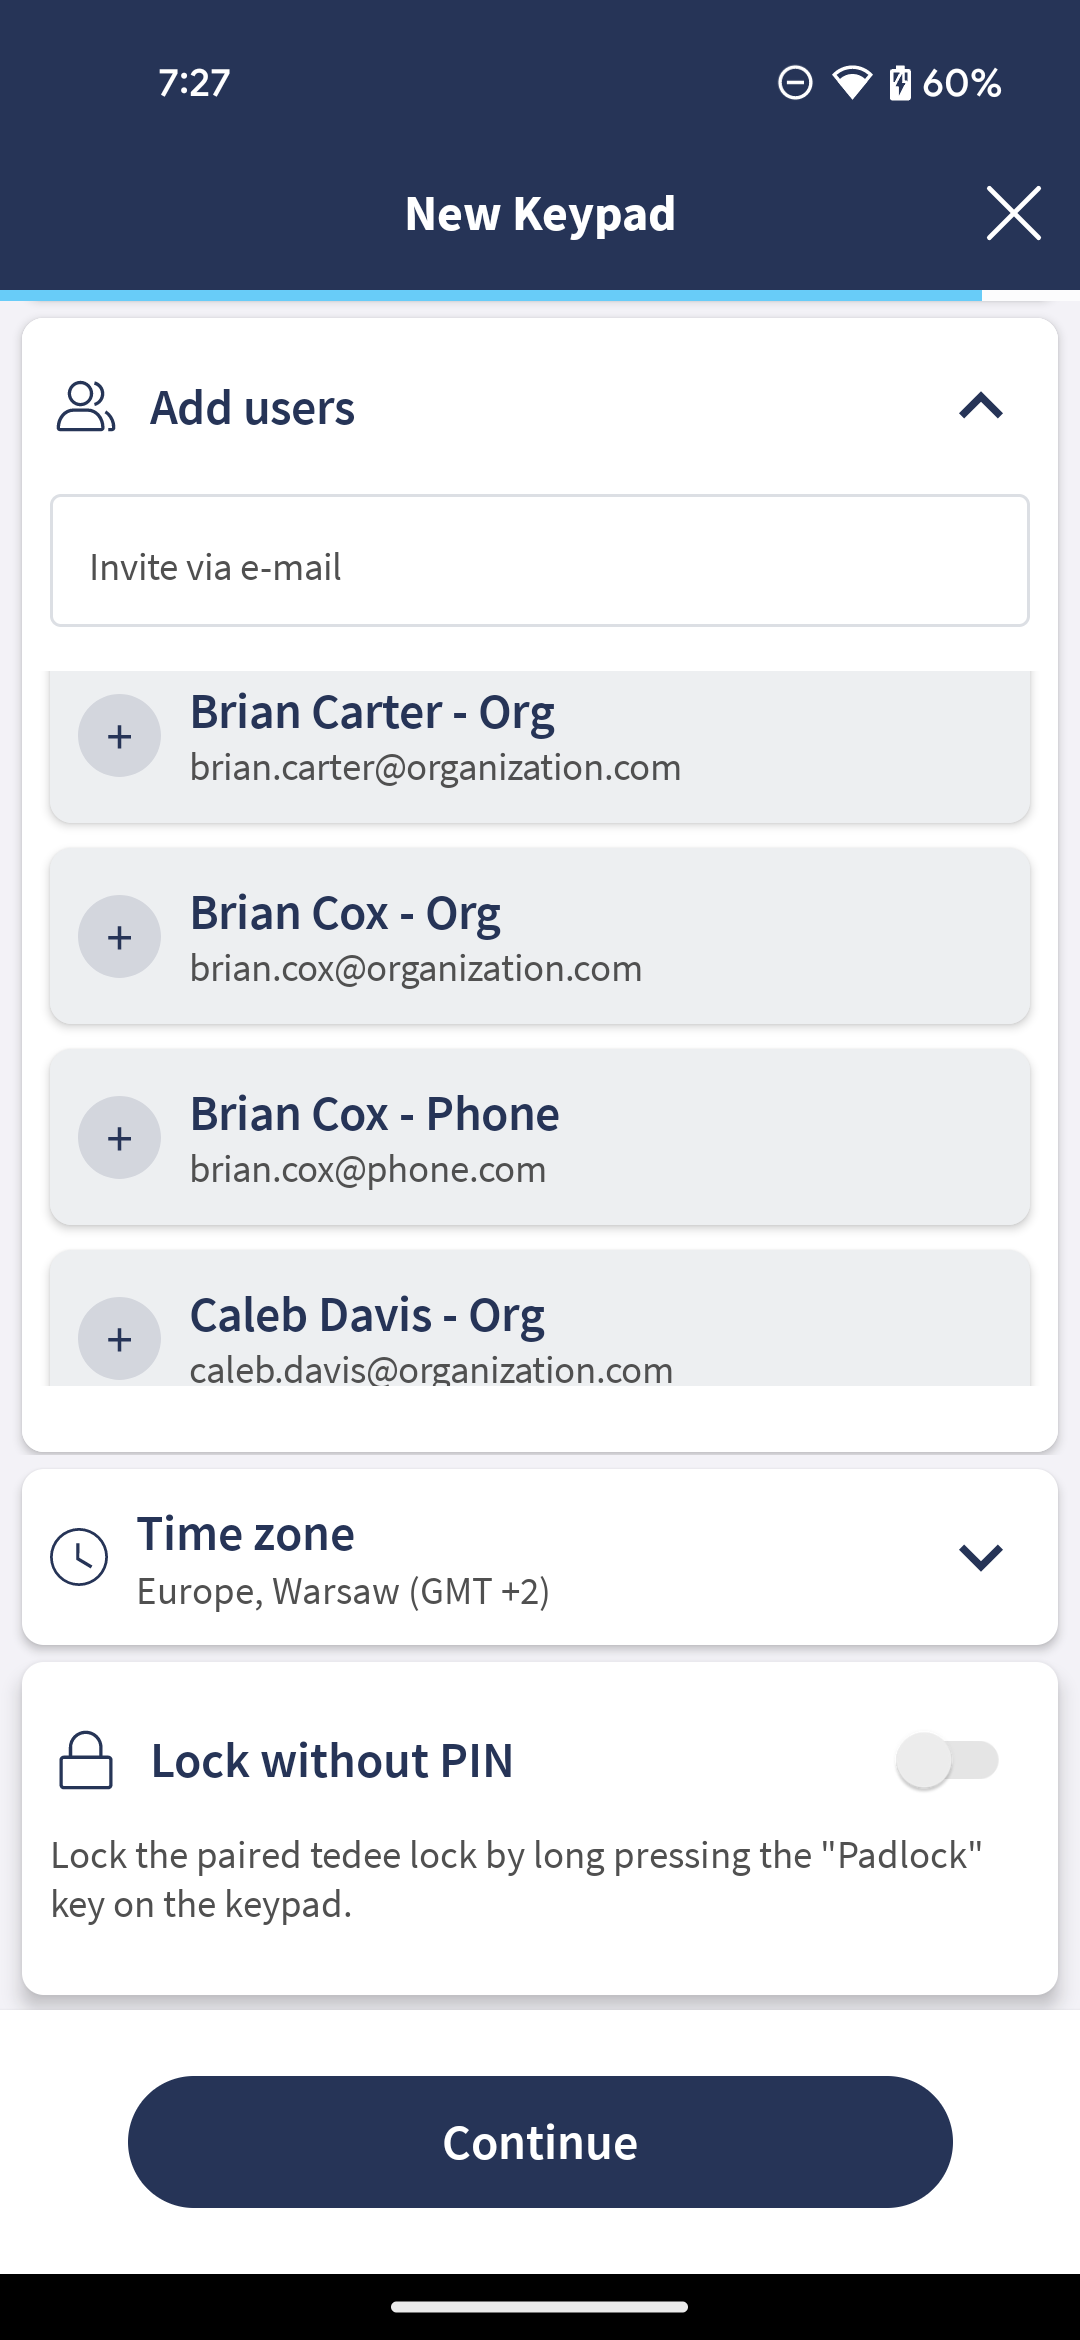 7:27
60%
New Keypad
Add users
Invite via e-mail
+ Brian Carter - Org
brian.carter@organization.com
+ Brian Cox - Org
brian.cox@organization.com
+ Brian Cox - Phone
brian.cox@phone.com
+ Caleb Davis - Org
caleb.davis@organization.com
Time zone
Europe, Warsaw (GMT +2)
Lock without PIN
Lock the paired tedee lock by long pressing the "Padlock"
key on the keypad.
Continue